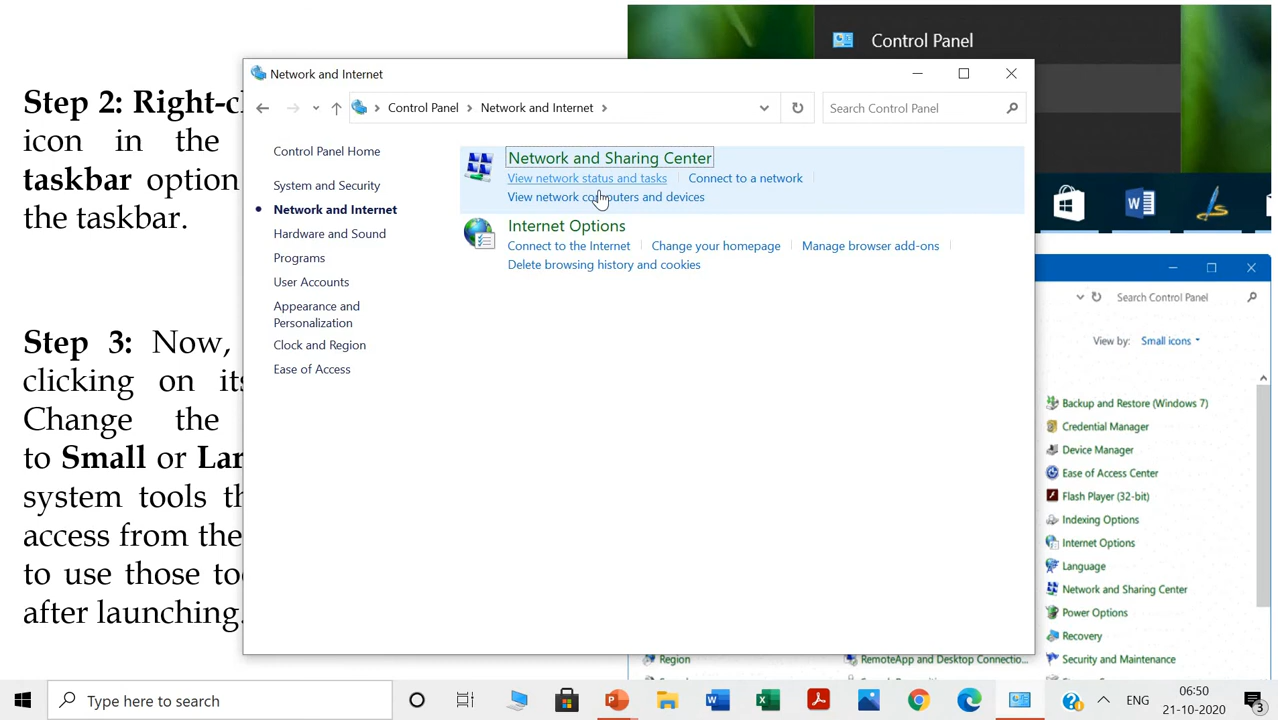 Control Panel
Step 2: Right-cl
icon in the
taskbar option
the taskbar.
Step 3: Now,
clicking on its
Change the
to Small or Lar
system tools th
access from the
to use those too
after launching.
Network and Internet
Control Panel > Network and Internet >
Search Control Panel
Control Panel Home
System and Security
• Network and Internet
Hardware and Sound
Programs
User Accounts
Appearance and
Personalization
Clock and Region
Ease of Access
Network and Sharing Center
View network status and tasks Connect to a network
View network computers and devices
Internet Options
Connect to the Internet Change your homepage Manage browser add-ons
Delete browsing history and cookies
Search Control Panel
View by: Small icons
Backup and Restore (Windows 7)
Credential Manager
Device Manager
Ease of Access Center
Flash Player (32-bit)
Indexing Options
Internet Options
Language
Network and Sharing Center
Power Options
Recovery
Region RemoteApp and Desktop Connectio... Security and Maintenance
Type here to search
ENG
06:50
21-10-2020
3